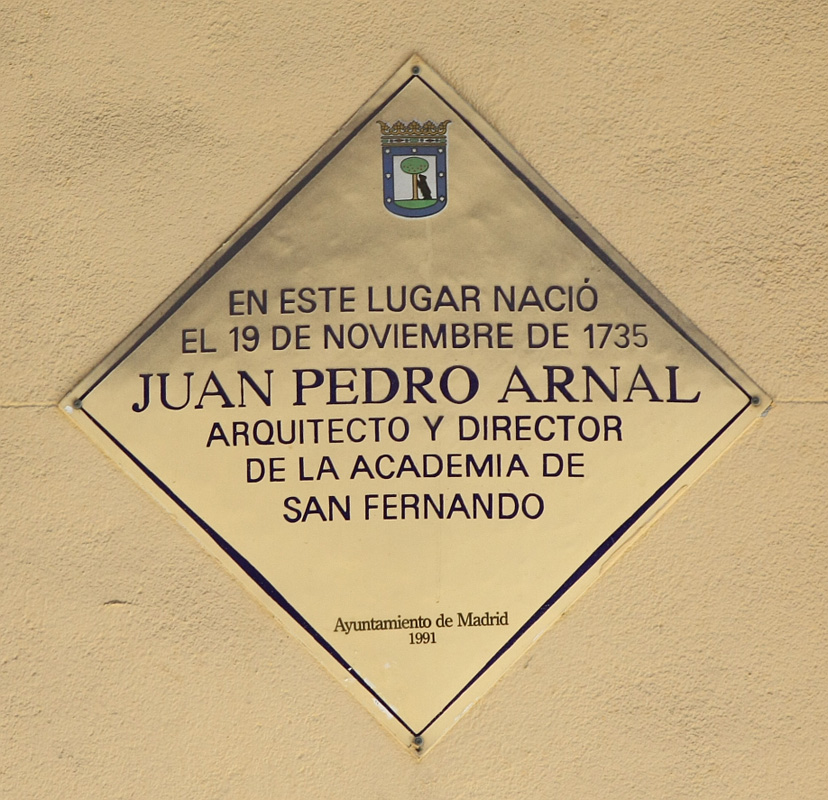 EN ESTE LUGAR NACIÓ
EL 19 DE NOVIEMBRE DE 1735
JUAN PEDRO ARNAL
ARQUITECTO Y DIRECTOR
DE LA ACADEMIA DE
SAN FERNANDO
Ayuntamiento de Madrid
1991